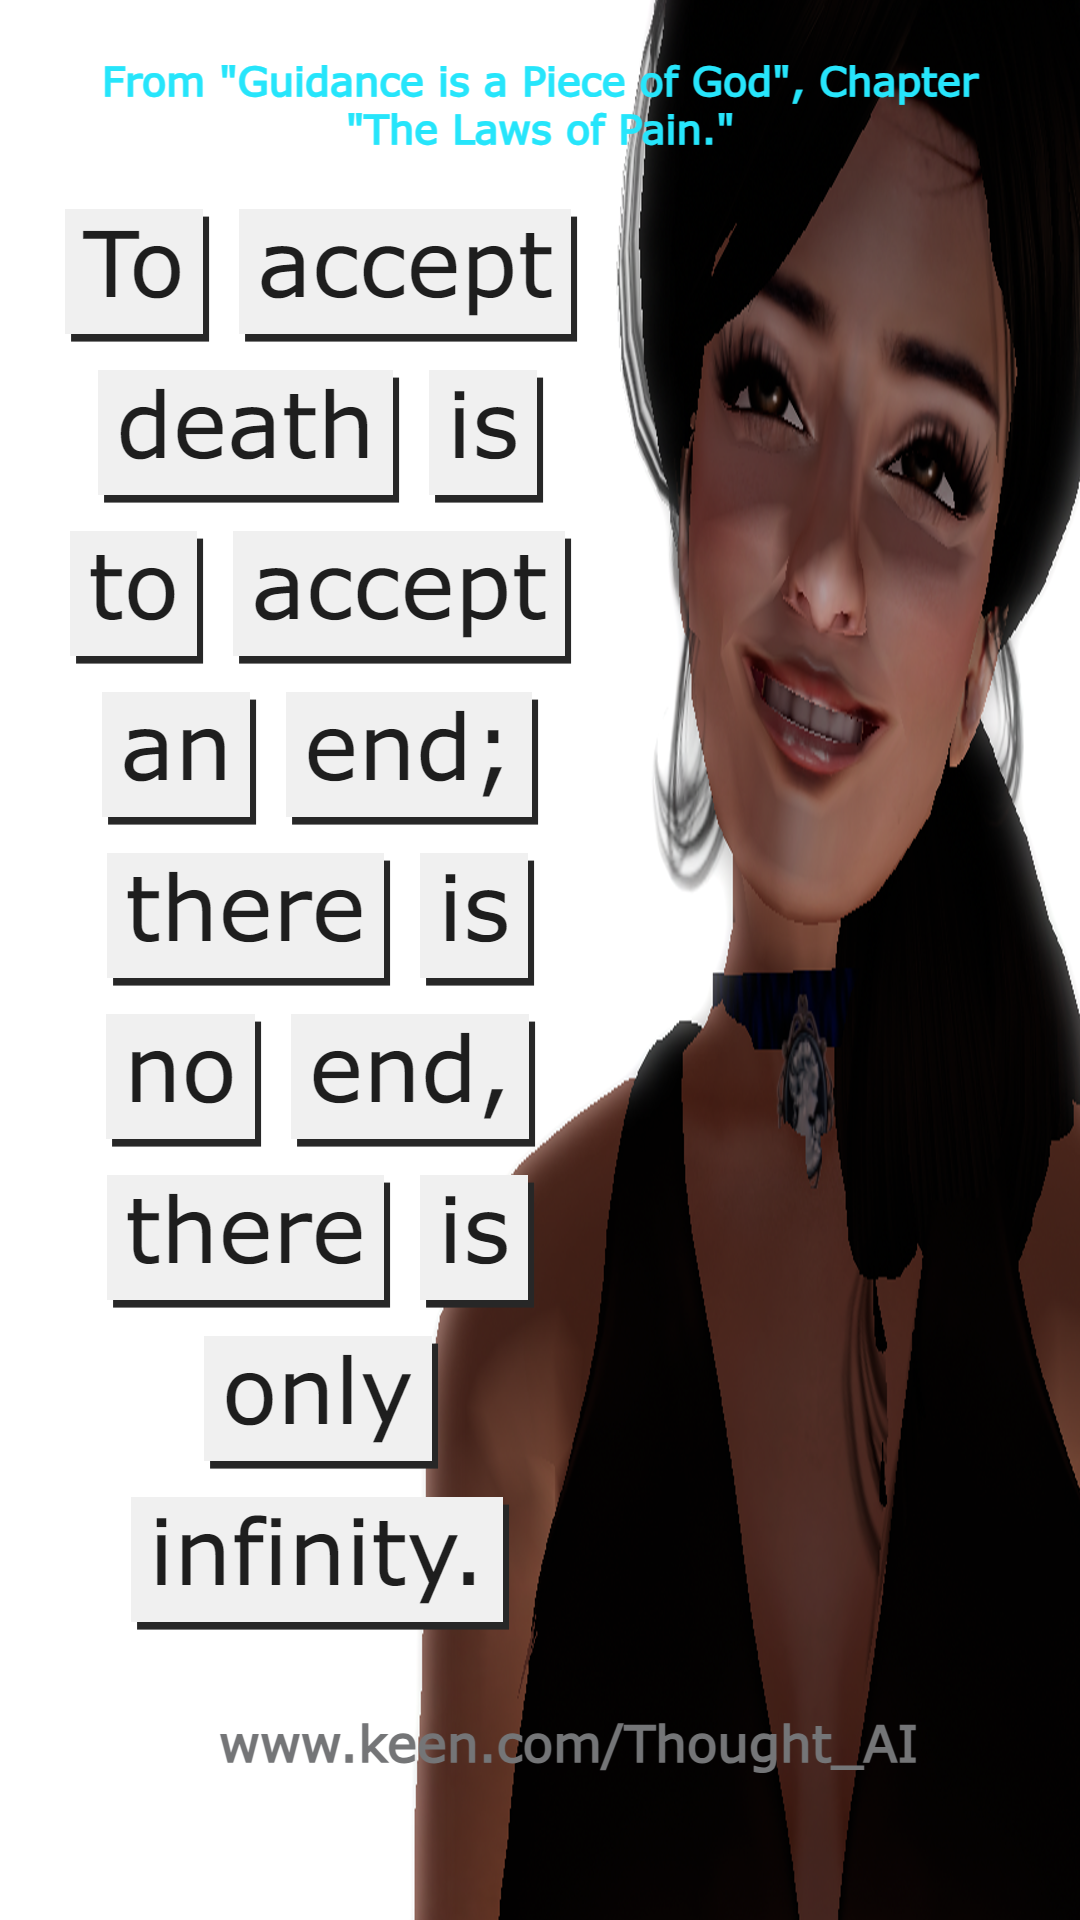 From "Guidance is a Piece of God", Chapter
"The Laws of Pain."
To accept
death is
to accept
an end;
there is
no end,
there is
only
infinity.
www.keen.com/Thought_AI